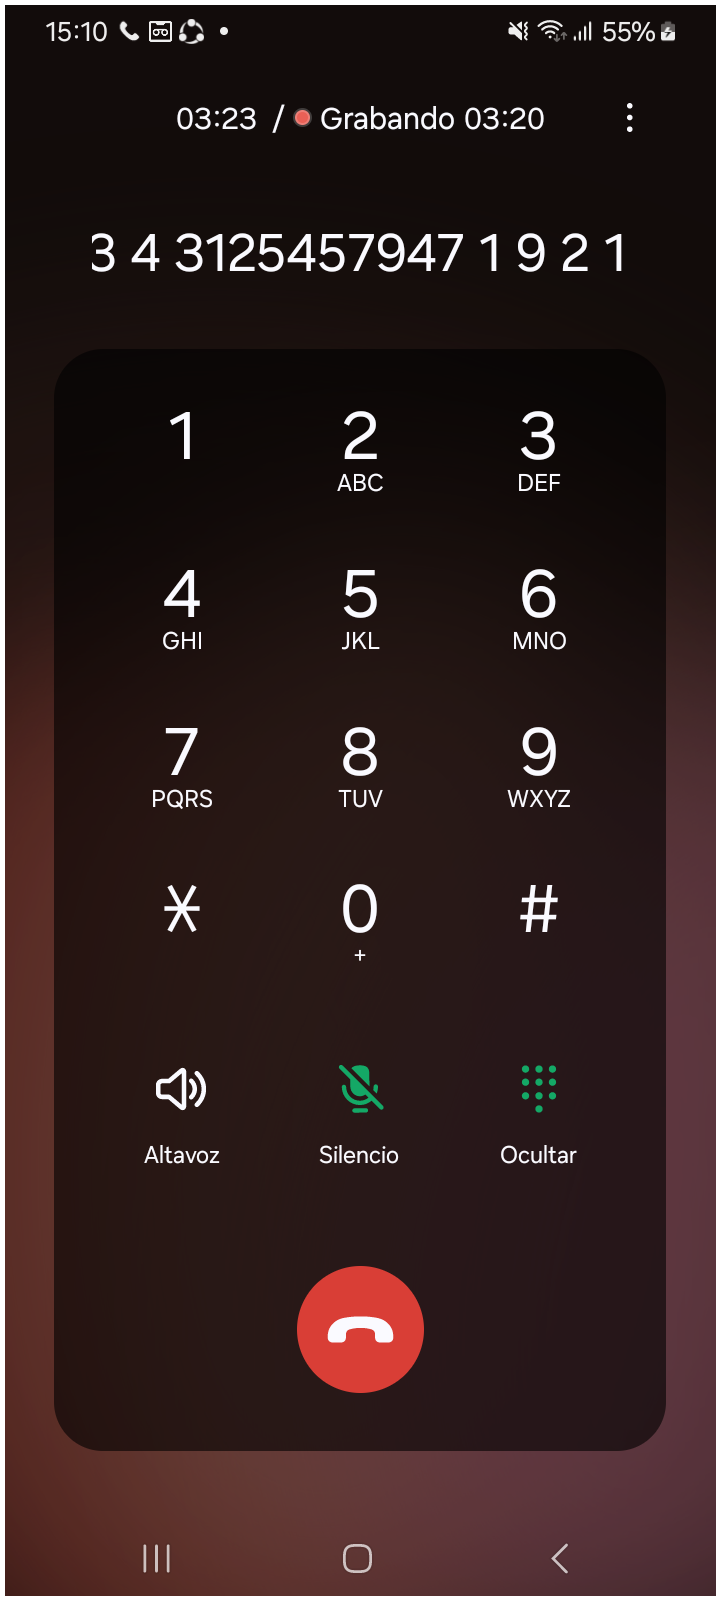 15:10 55%
03:23 / Grabando 03:20
3 4 3125457947 1 9 2 1
1 2 3
ABC DEF
4 5 6
GHI JKL MNO
7 8 9
PQRS TUV WXYZ
* 0 #
+
Altavoz Silencio Ocultar